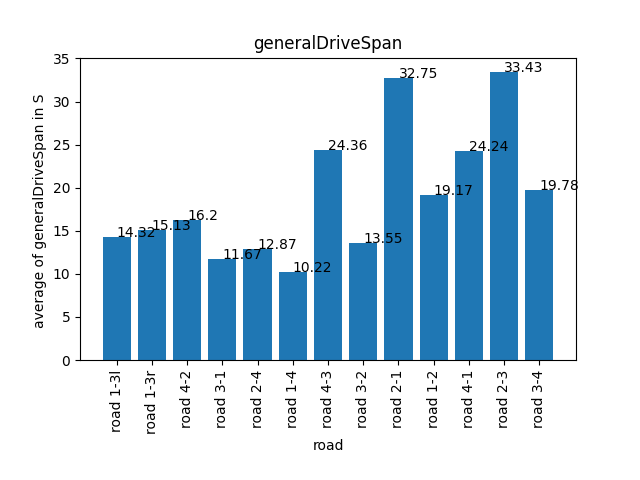 generalDriveSpan
average of generalDriveSpan in S
35
30
25
20
15
10
5
0
14.32
15.13
16.2
11.67
12.87
10.22
24.36
13.55
32.75
19.17
24.24
33.43
19.78
road 1-3l
road 1-3r
road 4-2
road 3-1
road 2-4
road 1-4
road 4-3
road 3-2
road 2-1
road 1-2
road 4-1
road 2-3
road 3-4
road